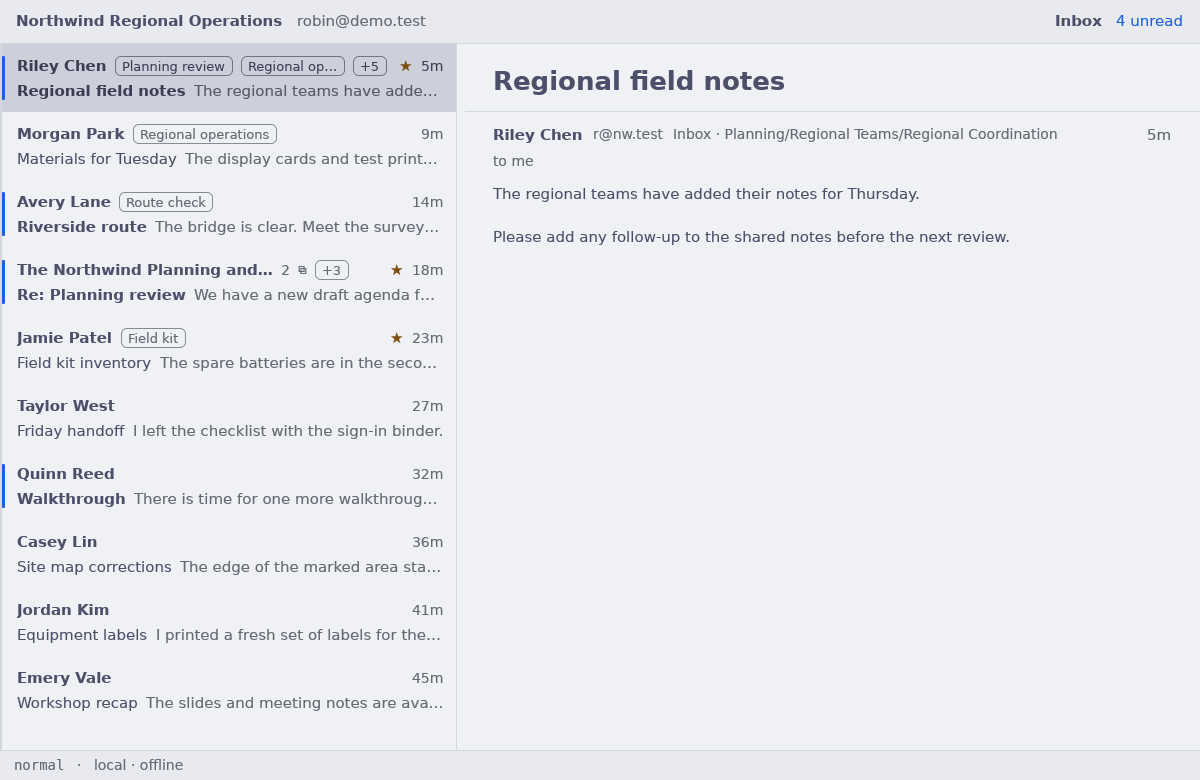 Northwind Regional Operations robin@demo.test Inbox 4 unread
Riley Chen Planning review Regional op… +5 ★ 5m
Regional field notes The regional teams have adde…
Morgan Park Regional operations 9m
Materials for Tuesday The display cards and test print…
Avery Lane Route check 14m
Riverside route The bridge is clear. Meet the survey…
The Northwind Planning and… 2 +3 ★ 18m
Re: Planning review We have a new draft agenda f…
Jamie Patel Field kit ★ 23m
Field kit inventory The spare batteries are in the seco…
Taylor West 27m
Friday handoff I left the checklist with the sign-in binder.
Quinn Reed 32m
Walkthrough There is time for one more walkthroug…
Casey Lin 36m
Site map corrections The edge of the marked area sta…
Jordan Kim 41m
Equipment labels I printed a fresh set of labels for the…
Emery Vale 45m
Workshop recap The slides and meeting notes are ava…
Regional field notes
Riley Chen r@nw.test Inbox · Planning/Regional Teams/Regional Coordination 5m
to me
The regional teams have added their notes for Thursday.
Please add any follow-up to the shared notes before the next review.
normal · local · offline